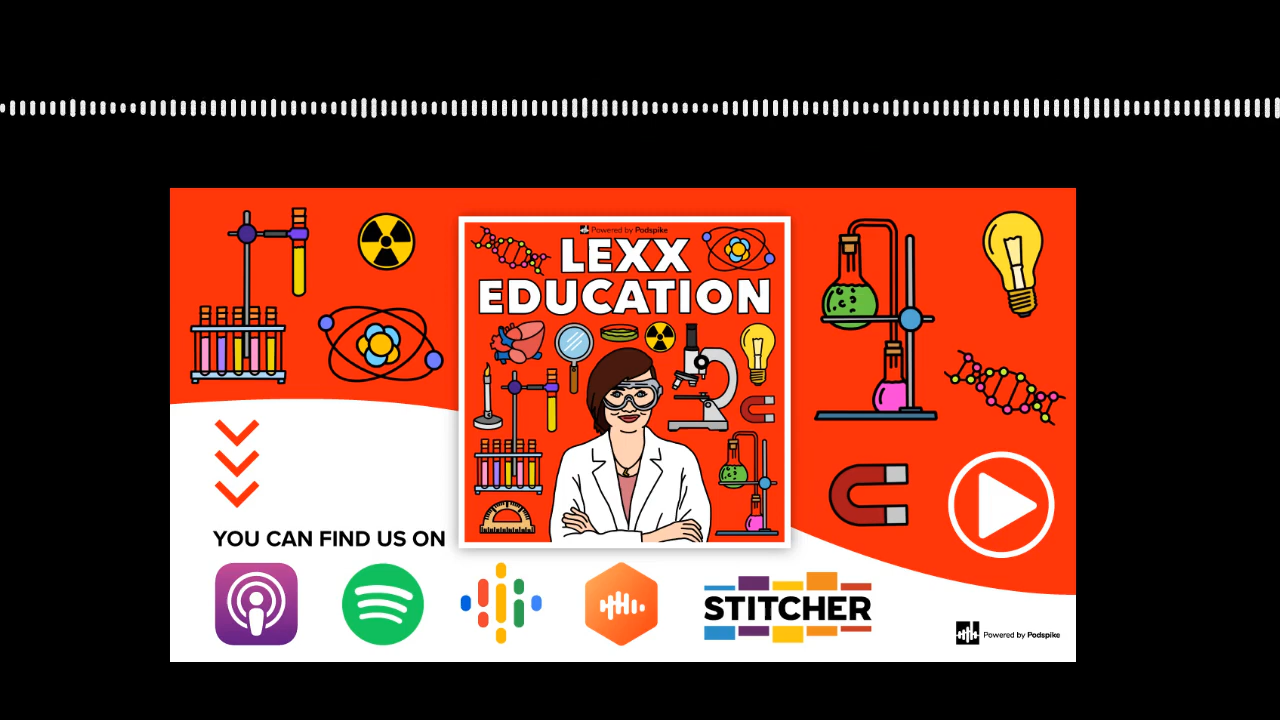 Powered by Podspike
LEXX
EDUCATION
YOU CAN FIND US ON
STITCHER
Powered by Podspike